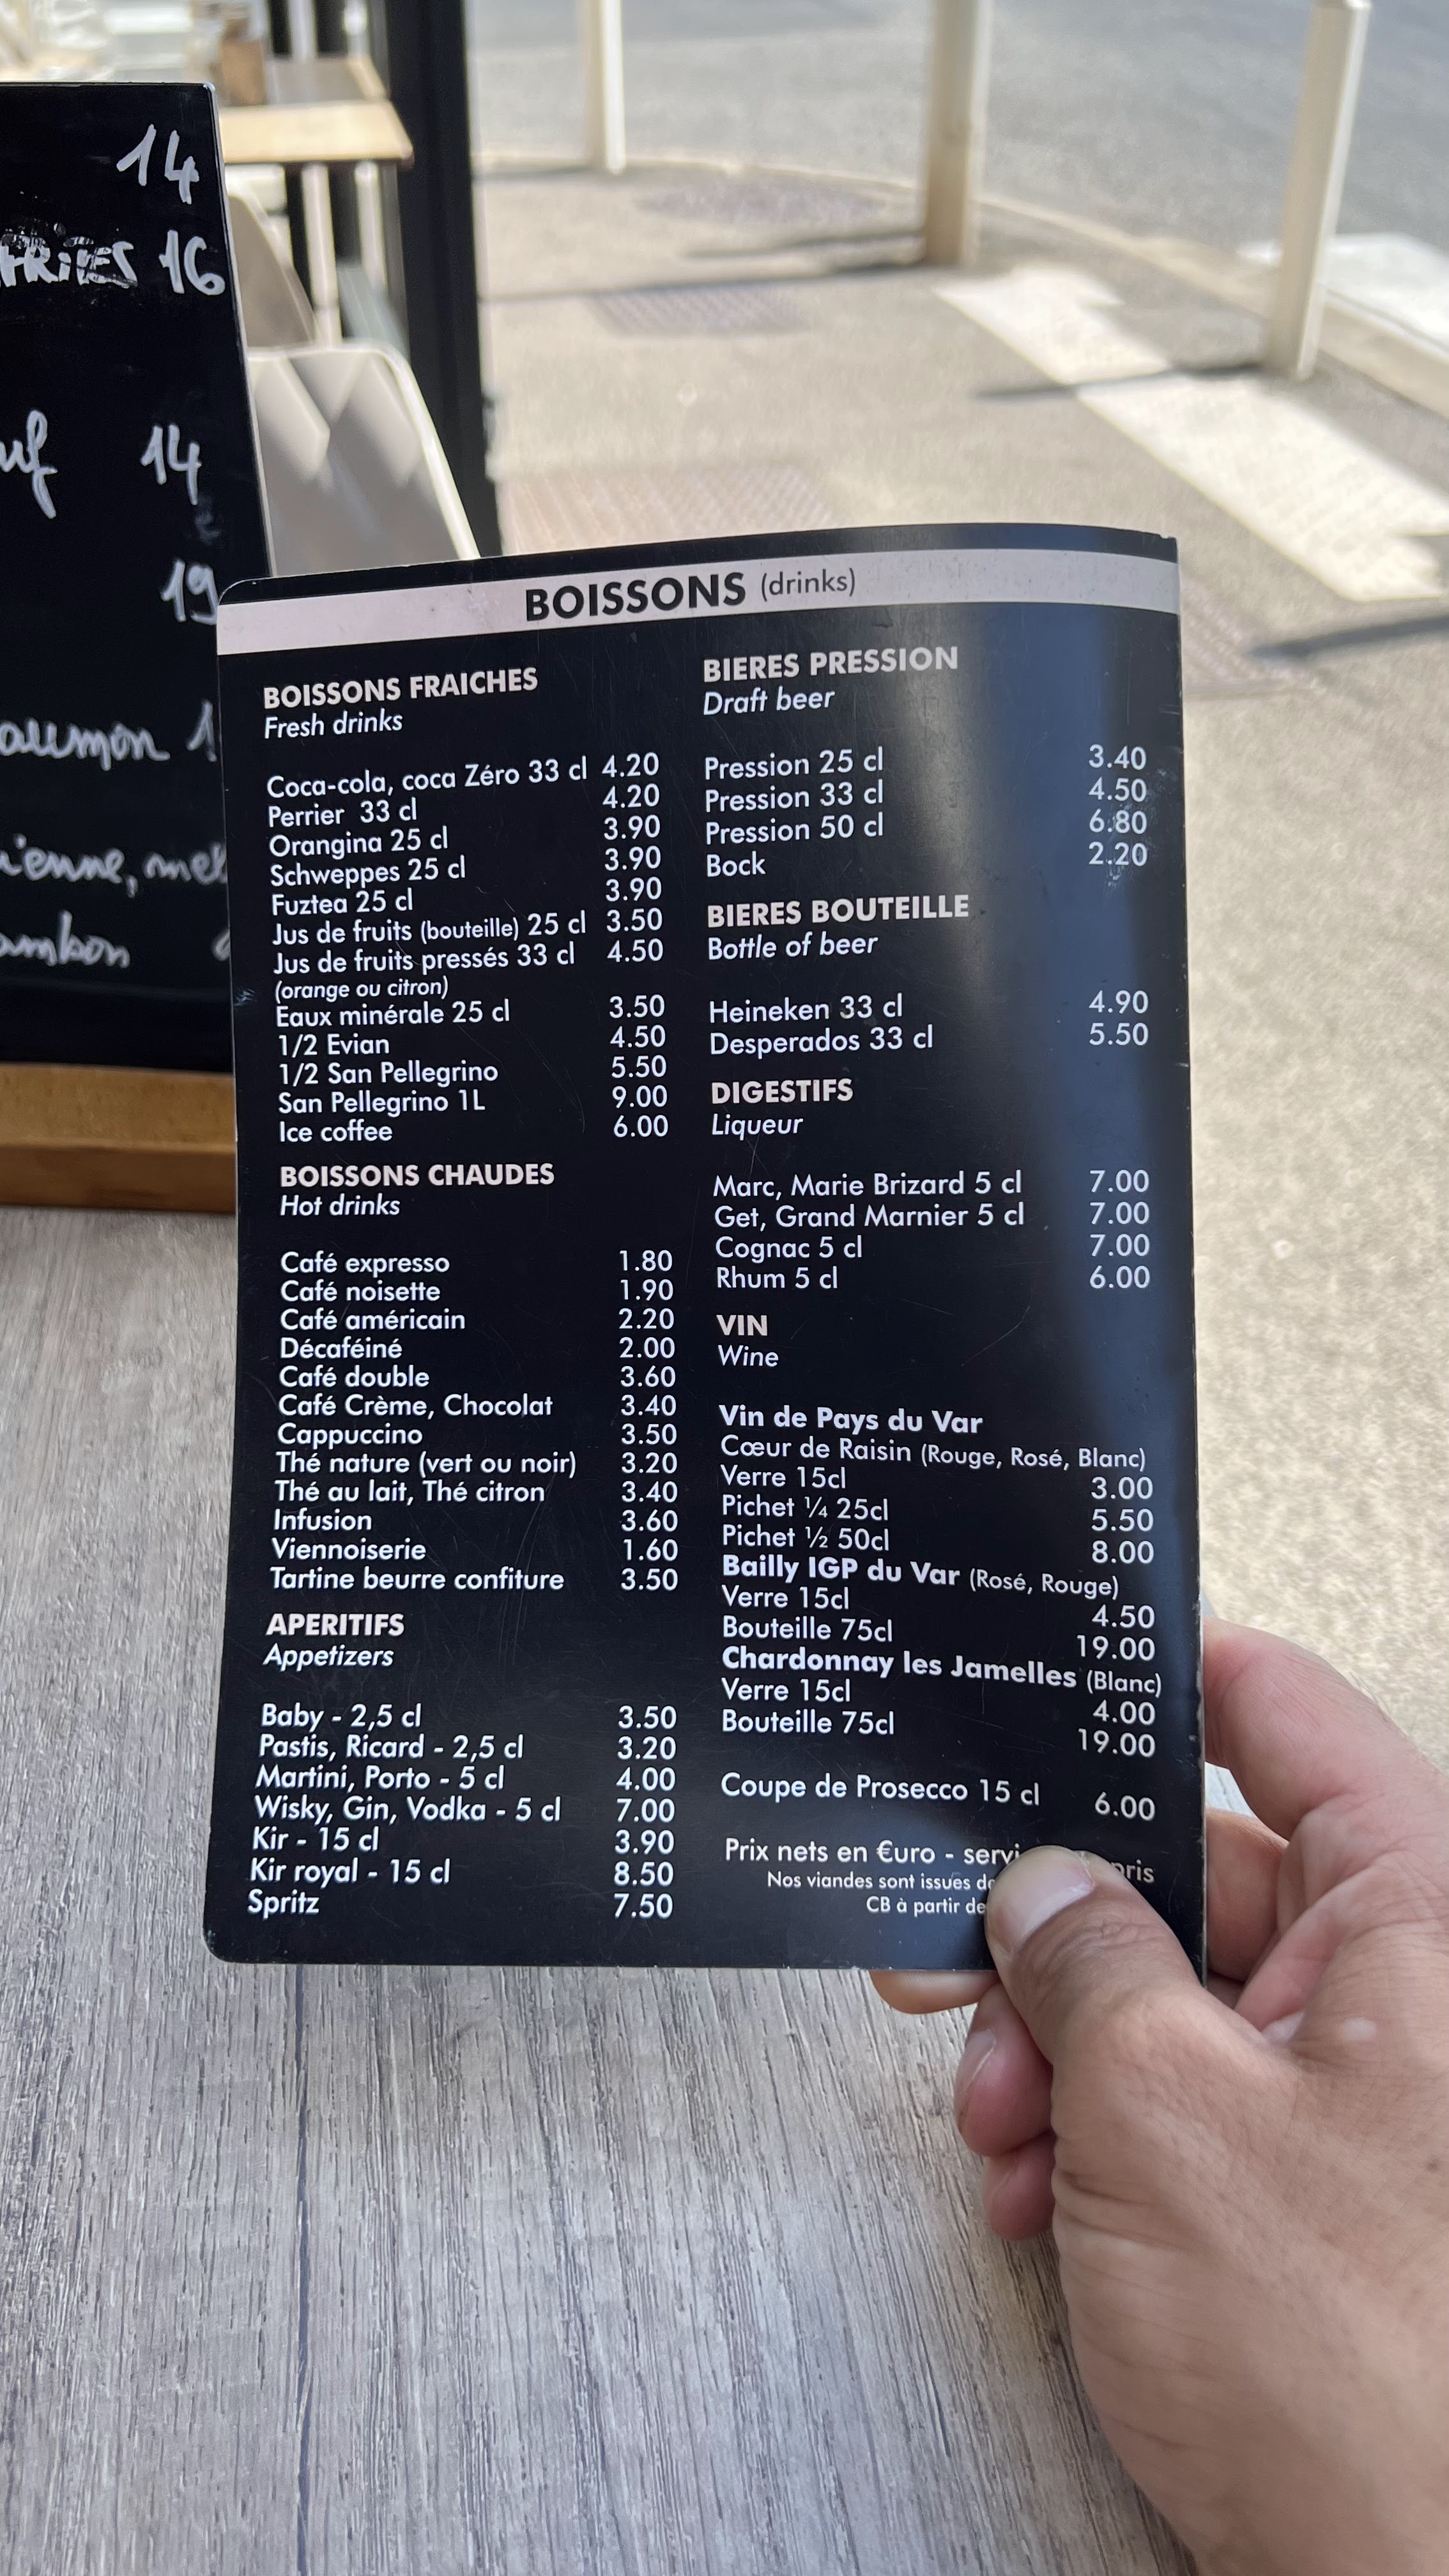 14
16
14
19
BOISSONS (drinks)
BOISSONS FRAICHES
Fresh drinks
Coca-cola, coca Zéro 33 cl 4.20
Perrier 33 cl 4.20
Orangina 25 cl 3.90
Schweppes 25 cl 3.90
Fuztea 25 cl 3.90
Jus de fruits (bouteille) 25 cl 3.50
Jus de fruits pressés 33 cl 4.50
(orange ou citron)
Eaux minérale 25 cl 3.50
1/2 Evian 4.50
1/2 San Pellegrino 5.50
San Pellegrino 1L 9.00
Ice coffee 6.00
BOISSONS CHAUDES
Hot drinks
Café expresso 1.80
Café noisette 1.90
Café américain 2.20
Décaféiné 2.00
Café double 3.60
Café Crème, Chocolat 3.40
Cappuccino 3.50
Thé nature (vert ou noir) 3.20
Thé au lait, Thé citron 3.40
Infusion 3.60
Viennoiserie 1.60
Tartine beurre confiture 3.50
APERITIFS
Appetizers
Baby - 2,5 cl 3.50
Pastis, Ricard - 2,5 cl 3.20
Martini, Porto - 5 cl 4.00
Wisky, Gin, Vodka - 5 cl 7.00
Kir - 15 cl 3.90
Kir royal - 15 cl 8.50
Spritz 7.50
BIERES PRESSION
Draft beer
Pression 25 cl 3.40
Pression 33 cl 4.50
Pression 50 cl 6.80
Bock 2.20
BIERES BOUTEILLE
Bottle of beer
Heineken 33 cl 4.90
Desperados 33 cl 5.50
DIGESTIFS
Liqueur
Marc, Marie Brizard 5 cl 7.00
Get, Grand Marnier 5 cl 7.00
Cognac 5 cl 7.00
Rhum 5 cl 6.00
VIN
Wine
Vin de Pays du Var
Cœur de Raisin (Rouge, Rosé, Blanc)
Verre 15cl 3.00
Pichet ¼ 25cl 5.50
Pichet ½ 50cl 8.00
Bailly IGP du Var (Rosé, Rouge)
Verre 15cl 4.50
Bouteille 75cl 19.00
Chardonnay les Jamelles (Blanc)
Verre 15cl 4.00
Bouteille 75cl 19.00
Coupe de Prosecco 15 cl 6.00
Prix nets en €uro -
Nos viandes sont issues
CB à partir de